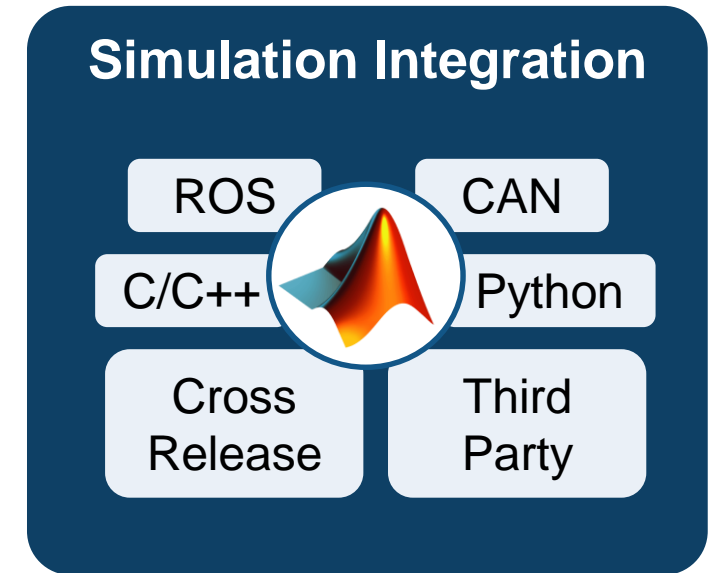 Simulation Integration
ROS
CAN
C/C++
Python
Cross
Release
Third
Party